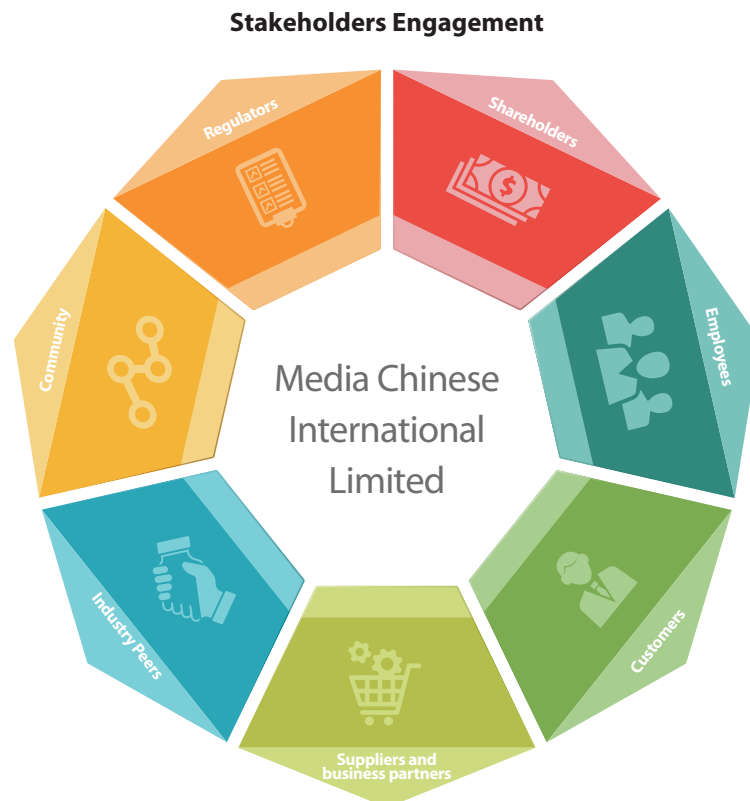 Stakeholders Engagement
Regulators
Shareholders
Community
Employees
Media Chinese
International
Limited
Industry Peers
Customers
Suppliers and
business partners
$